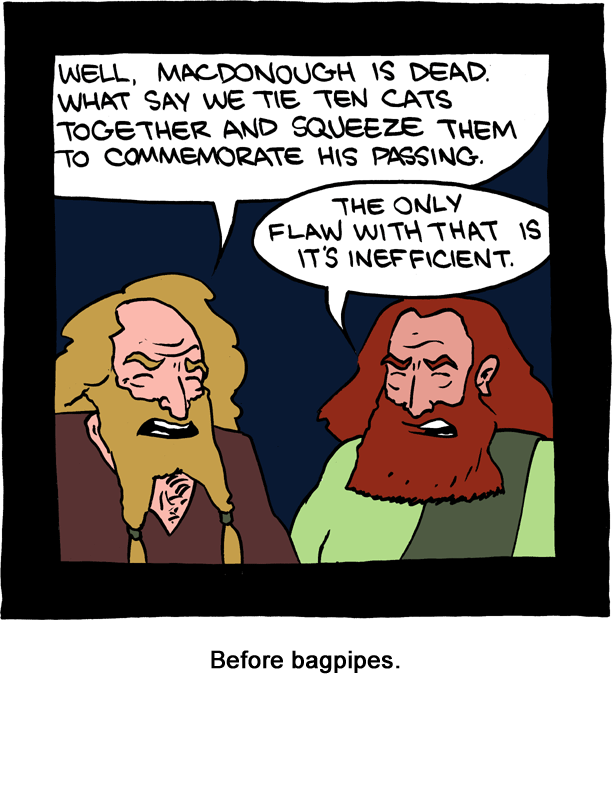 WELL, MACDONOUGH IS DEAD.
WHAT SAY WE TIE TEN CATS
TOGETHER AND SQUEEZE THEM
TO COMMEMORATE HIS PASSING.
THE ONLY
FLAW WITH THAT IS
IT'S INEFFICIENT.
Before bagpipes.